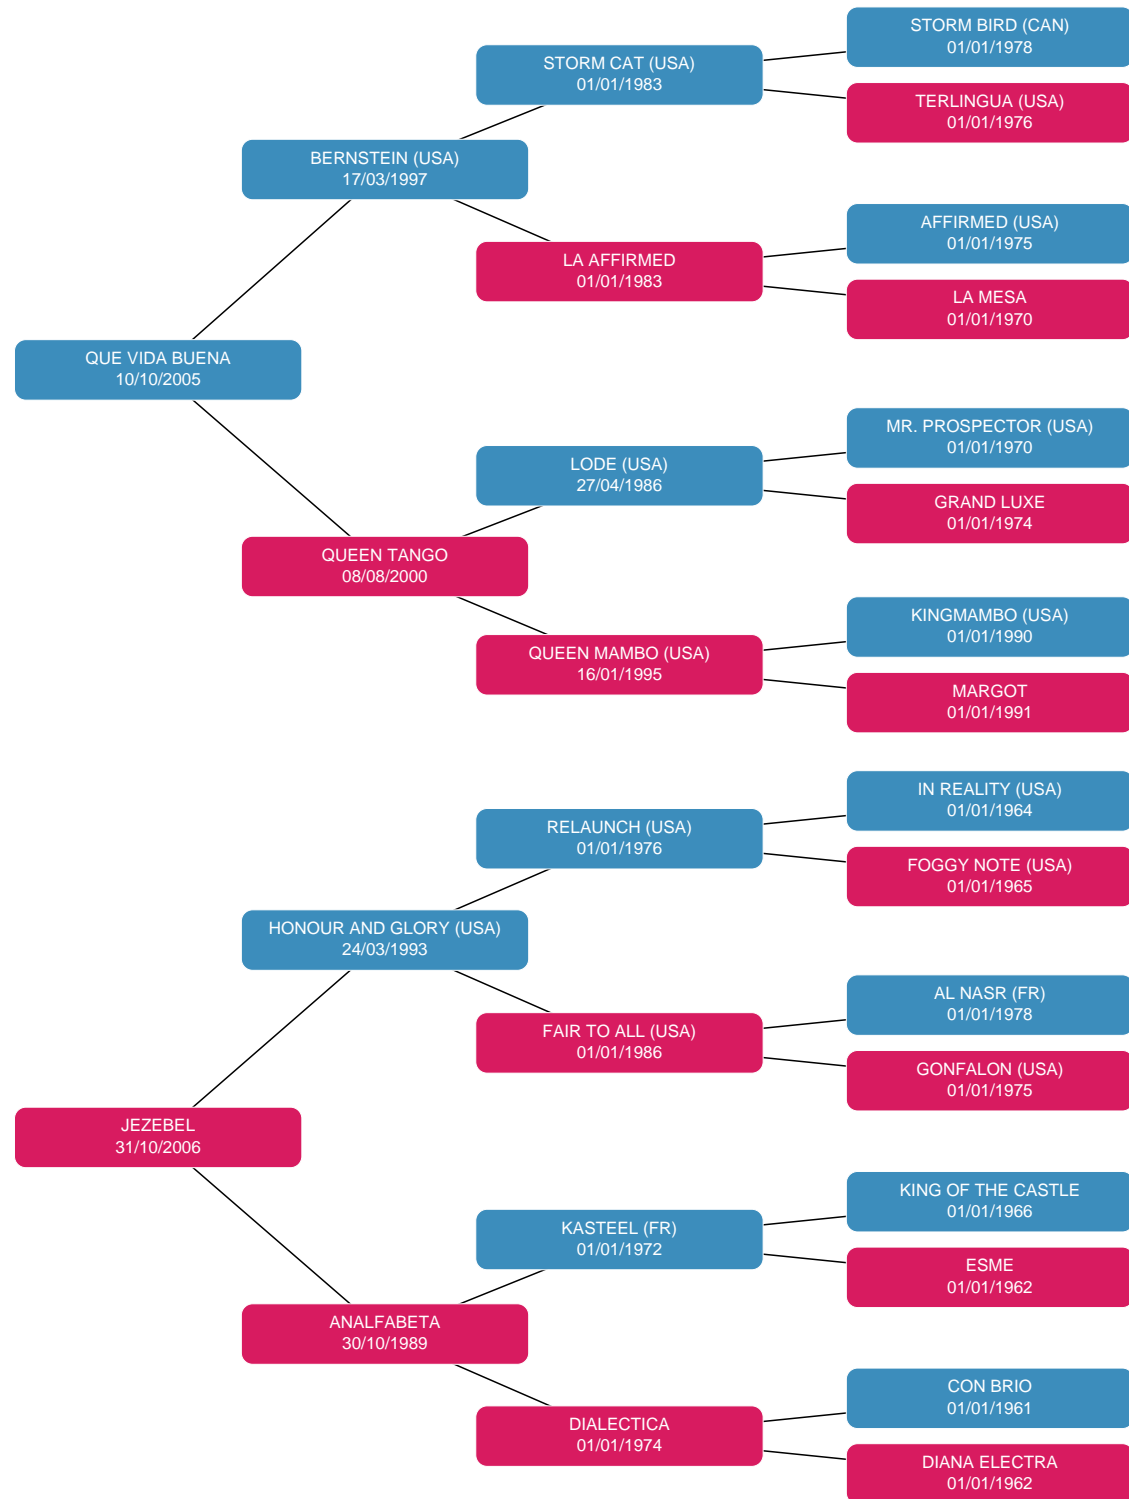 STORM BIRD (CAN)
01/01/1978
STORM CAT (USA)
01/01/1983
TERLINGUA (USA)
01/01/1976
BERNSTEIN (USA)
17/03/1997
AFFIRMED (USA)
01/01/1975
LA AFFIRMED
01/01/1983
LA MESA
01/01/1970
QUE VIDA BUENA
10/10/2005
MR. PROSPECTOR (USA)
01/01/1970
LODE (USA)
27/04/1986
GRAND LUXE
01/01/1974
QUEEN TANGO
08/08/2000
KINGMAMBO (USA)
01/01/1990
QUEEN MAMBO (USA)
16/01/1995
MARGOT
01/01/1991
IN REALITY (USA)
01/01/1964
RELAUNCH (USA)
01/01/1976
FOGGY NOTE (USA)
01/01/1965
HONOUR AND GLORY (USA)
24/03/1993
AL NASR (FR)
01/01/1978
FAIR TO ALL (USA)
01/01/1986
GONFALON (USA)
01/01/1975
JEZEBEL
31/10/2006
KING OF THE CASTLE
01/01/1966
KASTEEL (FR)
01/01/1972
ESME
01/01/1962
ANALFABETA
30/10/1989
CON BRIO
01/01/1961
DIALECTICA
01/01/1974
DIANA ELECTRA
01/01/1962